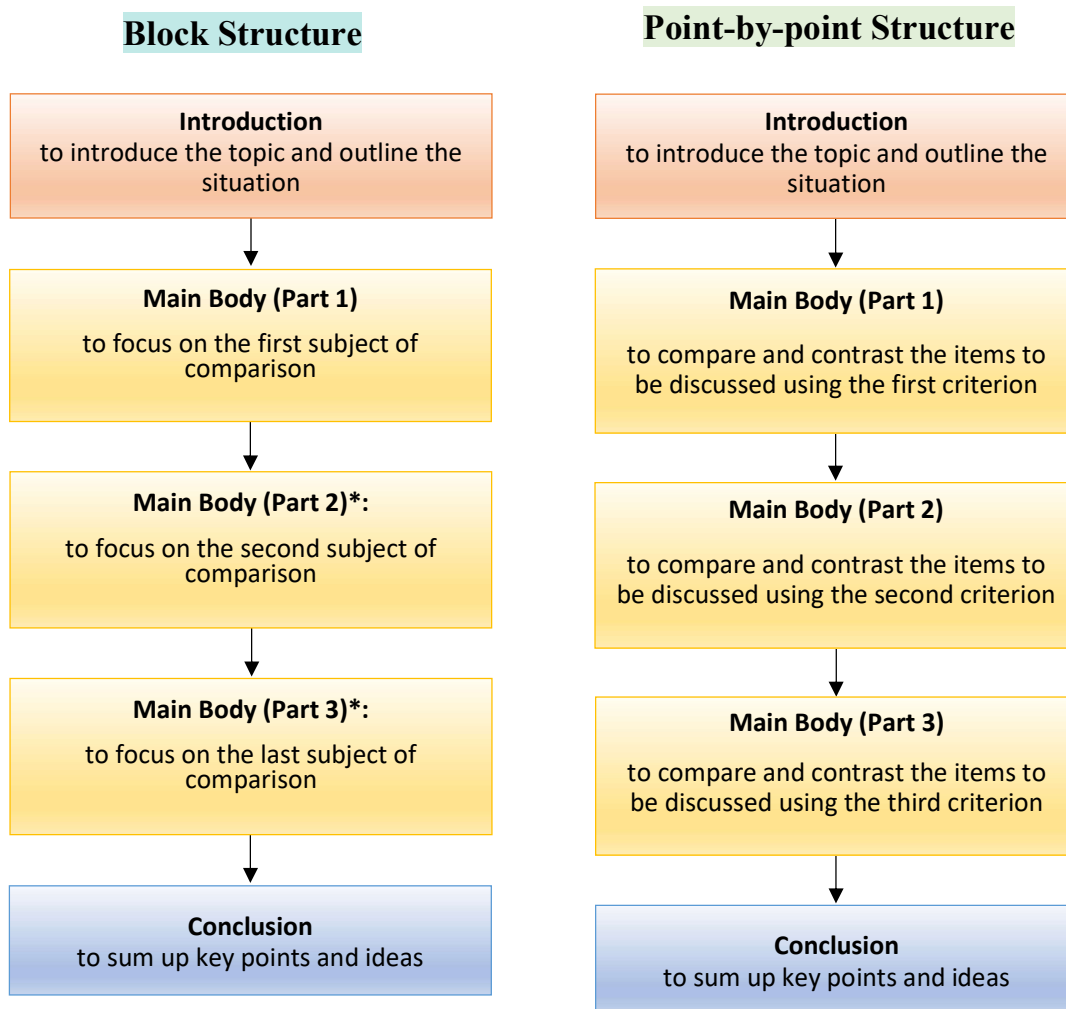 Block Structure
Introduction
to introduce the topic and outline the
situation
Main Body (Part 1)
to focus on the first subject of
comparison
Main Body (Part 2)*:
to focus on the second subject of
comparison
Main Body (Part 3)*:
to focus on the last subject of
comparison
Conclusion
to sum up key points and ideas
Point-by-point Structure
Introduction
to introduce the topic and outline the
situation
Main Body (Part 1)
to compare and contrast the items to
be discussed using the first criterion
Main Body (Part 2)
to compare and contrast the items to
be discussed using the second criterion
Main Body (Part 3)
to compare and contrast the items to
be discussed using the third criterion
Conclusion
to sum up key points and ideas